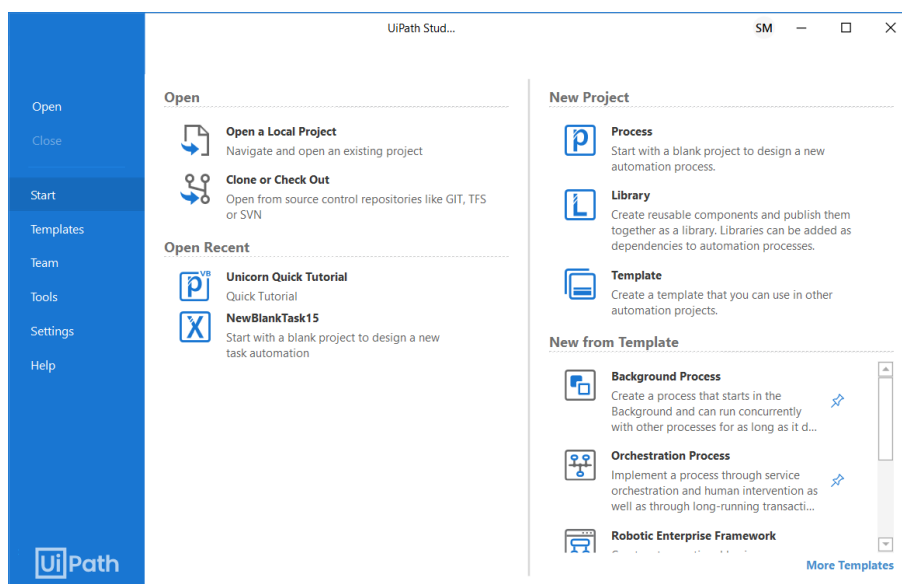 UiPath Stud...
SM
Open
Close
Start
Templates
Team
Tools
Settings
Help
UiPath
Open
Open a Local Project
Navigate and open an existing project
Clone or Check Out
Open from source control repositories like GIT, TFS
or SVN
Open Recent
VB
Unicorn Quick Tutorial
Quick Tutorial
NewBlankTask15
Start with a blank project to design a new
task automation
New Project
Process
Start with a blank project to design a new
automation process.
Library
Create reusable components and publish them
together as a library. Libraries can be added as
dependencies to automation processes.
Template
Create a template that you can use in other
automation projects.
New from Template
Background Process
Create a process that starts in the
Background and can run concurrently
with other processes for as long as it d...
Orchestration Process
Implement a process through service
orchestration and human intervention as
well as through long-running transacti...
Robotic Enterprise Framework
More Templates